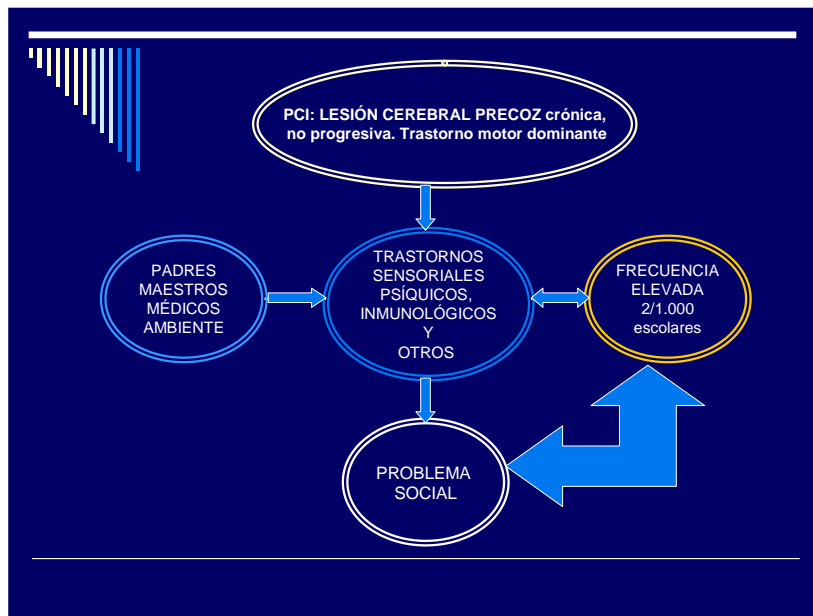 PCI: LESIÓN CEREBRAL PRECOZ crónica,
no progresiva. Trastorno motor dominante
PADRES
MAESTROS
MÉDICOS
AMBIENTE
TRASTORNOS
SENSORIALES
PSÍQUICOS,
INMUNOLÓGICOS
Y
OTROS
FRECUENCIA
ELEVADA
2/1.000
escolares
PROBLEMA
SOCIAL